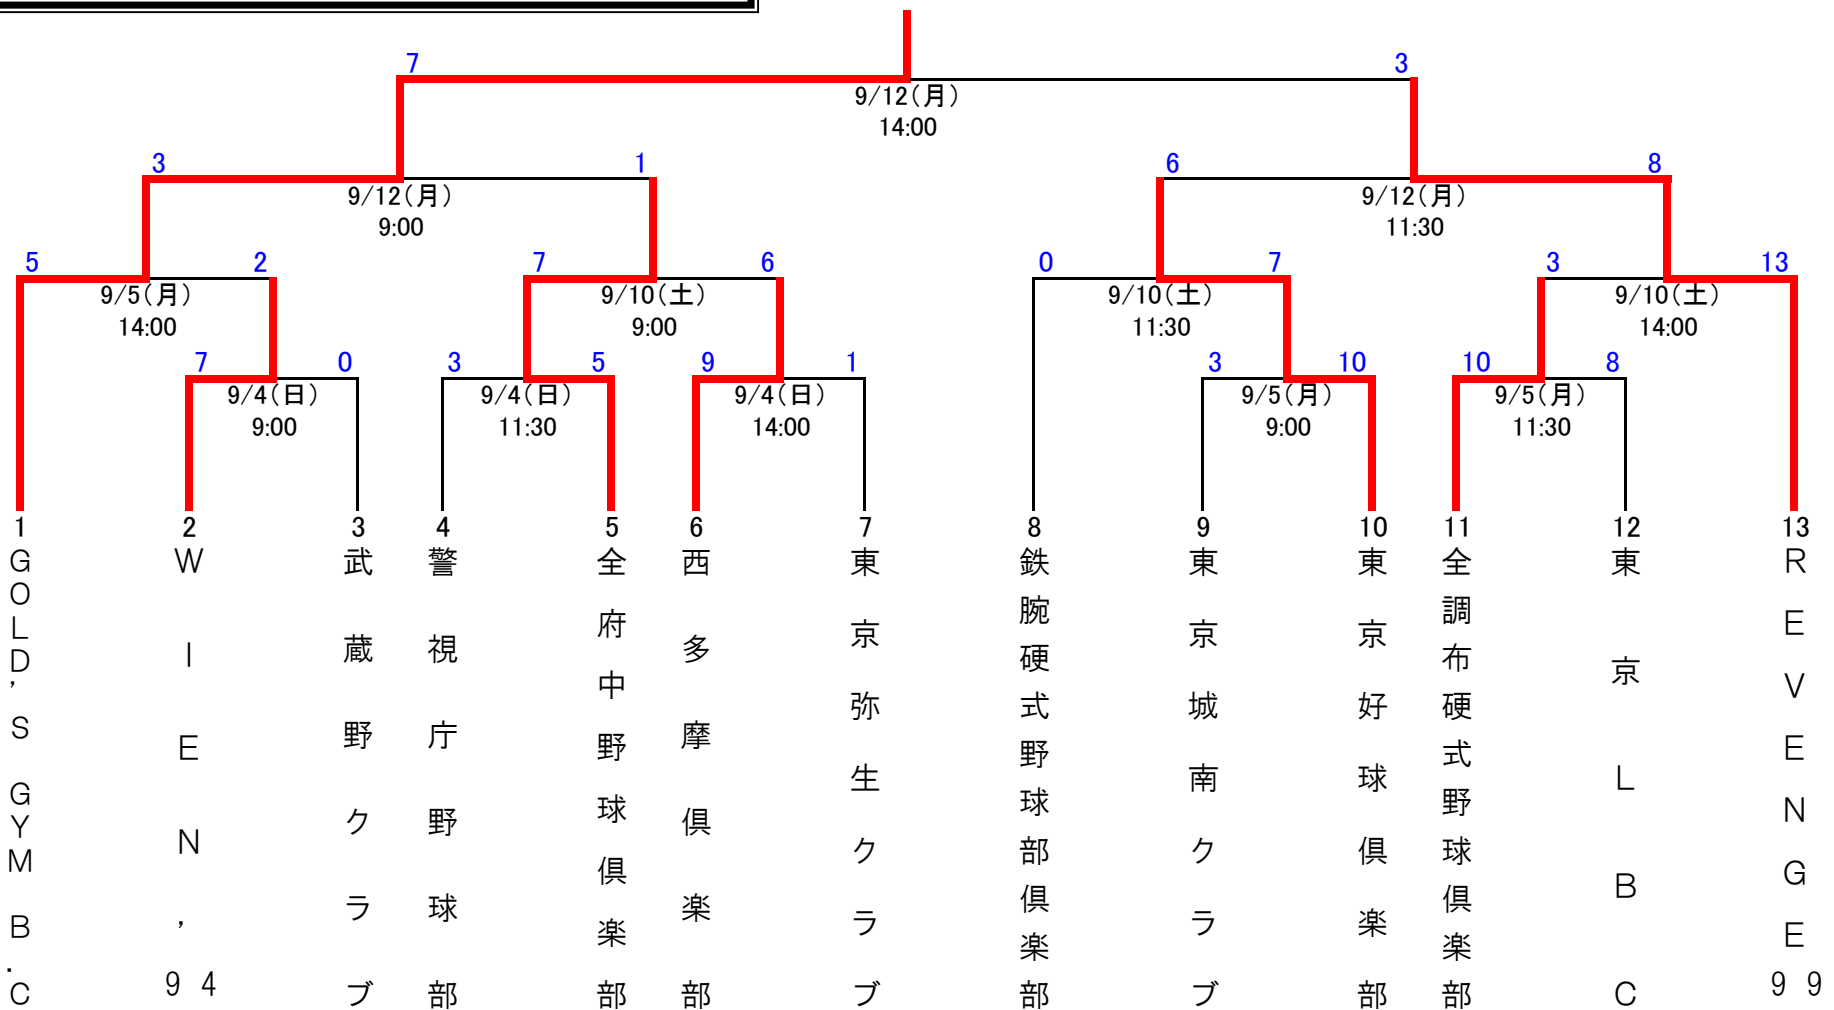 7 3
9/12(月)
14:00
3 1 6 8
9/12(月) 9/12(月)
9:00 11:30
5 2 7 6 0 7 3 13
9/5(月) 9/10(土) 9/10(土) 9/10(土)
14:00 9:00 11:30 14:00
7 0 3 5 9 1 3 10 10 8
9/4(日) 9/4(日) 9/4(日) 9/5(月) 9/5(月)
9:00 11:30 14:00 9:00 11:30
1 2 3 4 5 6 7 8 9 10 11 12 13
GOLD'S GYM B.C
WIEN'94
武蔵野クラブ
警視庁野球部
全府中野球倶楽部
西多摩倶楽部
東京弥生クラブ
鉄腕硬式野球部倶楽部
東京城南クラブ
東京好球倶楽部
全調布硬式野球倶楽部
東京LBC
REVENGE99